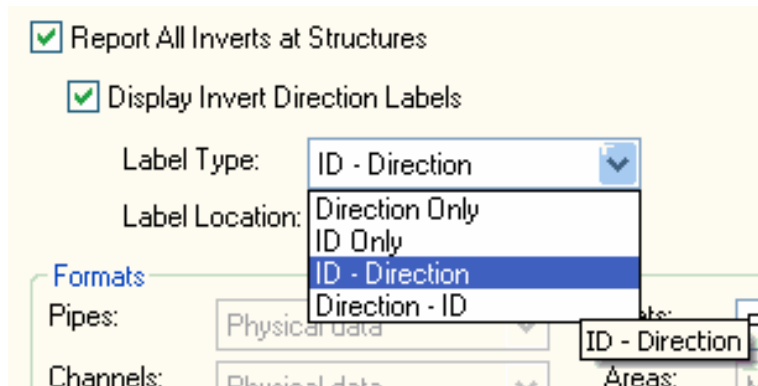 Report All Inverts at Structures
Display Invert Direction Labels
Label Type: ID - Direction
Label Location: Direction Only
ID Only
ID - Direction
Formats
Direction - ID
Pipes: Physical data
ID - Direction
Channels: Physical data Areas: